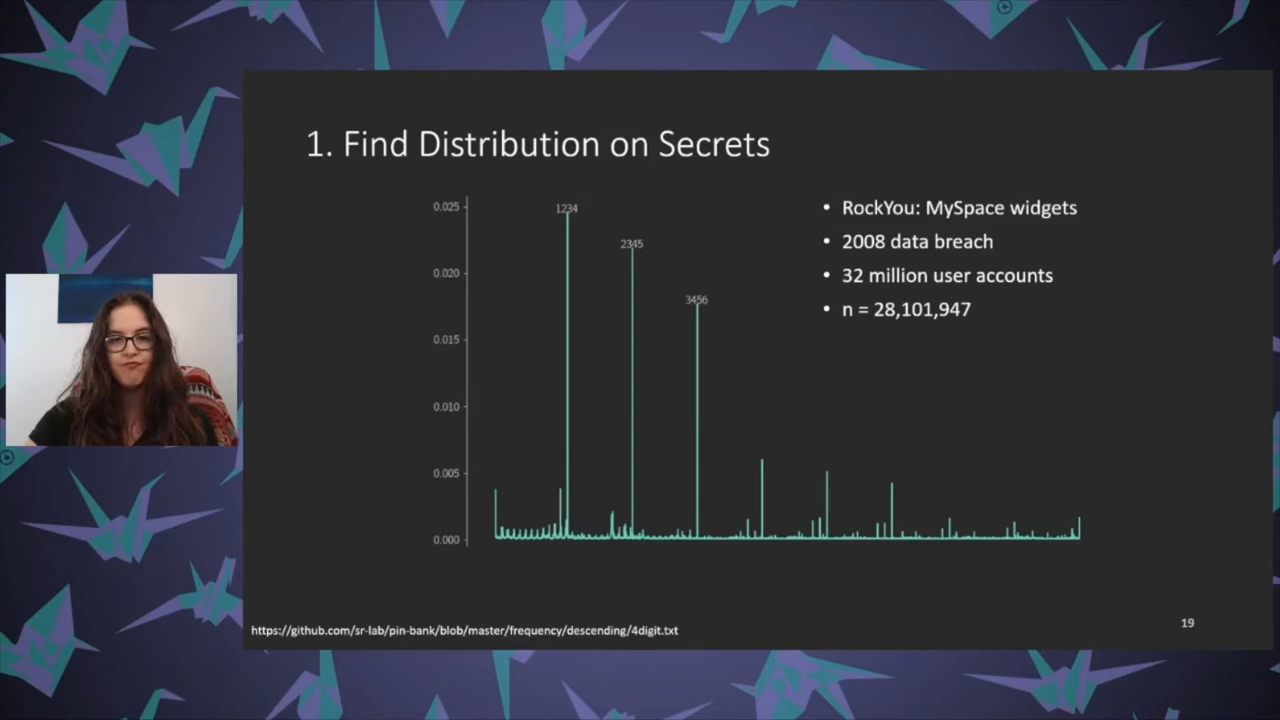 1. Find Distribution on Secrets
0.025
0.020
0.015
0.010
0.005
0.000
1234
2345
3456
• RockYou: MySpace widgets
• 2008 data breach
• 32 million user accounts
• n = 28,101,947
https://github.com/sr-lab/pin-bank/blob/master/frequency/descending/4digit.txt
19